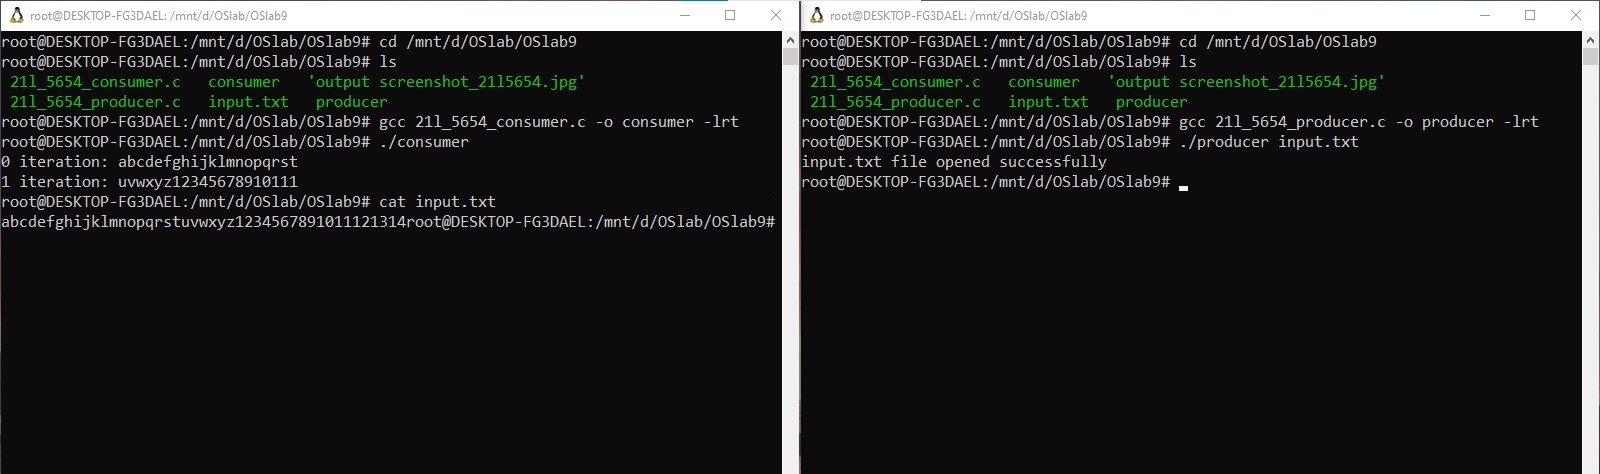 root@DESKTOP-FG3DAEL: /mnt/d/OSlab/OSlab9
root@DESKTOP-FG3DAEL:/mnt/d/OSlab/OSlab9# cd /mnt/d/OSlab/OSlab9
root@DESKTOP-FG3DAEL:/mnt/d/OSlab/OSlab9# ls
21l_5654_consumer.c consumer 'output screenshot_21l5654.jpg'
21l_5654_producer.c input.txt producer
root@DESKTOP-FG3DAEL:/mnt/d/OSlab/OSlab9# gcc 21l_5654_consumer.c -o consumer -lrt
root@DESKTOP-FG3DAEL:/mnt/d/OSlab/OSlab9# ./consumer
0 iteration: abcdefghijklmnopqrst
1 iteration: uvwxyz12345678910111
root@DESKTOP-FG3DAEL:/mnt/d/OSlab/OSlab9# cat input.txt
abcdefghijklmnopqrstuvwxyz1234567891011121314root@DESKTOP-FG3DAEL:/mnt/d/OSlab/OSlab9#
root@DESKTOP-FG3DAEL: /mnt/d/OSlab/OSlab9
root@DESKTOP-FG3DAEL:/mnt/d/OSlab/OSlab9# cd /mnt/d/OSlab/OSlab9
root@DESKTOP-FG3DAEL:/mnt/d/OSlab/OSlab9# ls
21l_5654_consumer.c consumer 'output screenshot_21l5654.jpg'
21l_5654_producer.c input.txt producer
root@DESKTOP-FG3DAEL:/mnt/d/OSlab/OSlab9# gcc 21l_5654_producer.c -o producer -lrt
root@DESKTOP-FG3DAEL:/mnt/d/OSlab/OSlab9# ./producer input.txt
input.txt file opened successfully
root@DESKTOP-FG3DAEL:/mnt/d/OSlab/OSlab9#